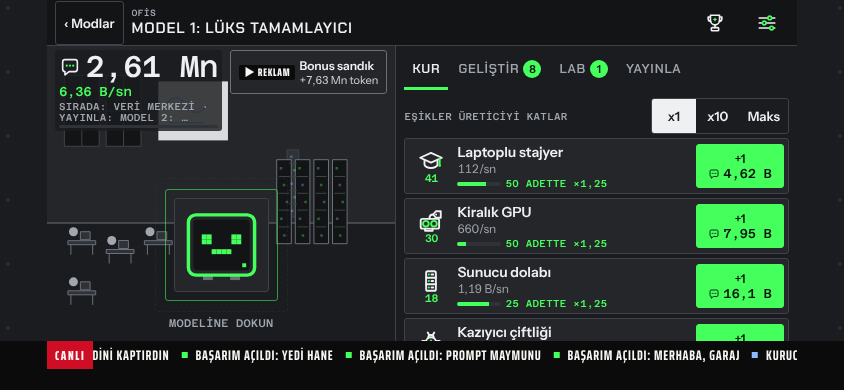 ‹ Modlar
OFİS
MODEL 1: LÜKS TAMAMLAYICI
2,61 Mn
6,36 B/sn
SIRADA: VERİ MERKEZİ ·
YAYINLA: MODEL 2: …
REKLAM
Bonus sandık
+7,63 Mn token
MODELİNE DOKUN
KUR
GELİŞTİR 8
LAB 1
YAYINLA
EŞİKLER ÜRETİCİYİ KATLAR
x1
x10
Maks
41
Laptoplu stajyer
112/sn
50 ADETTE ×1,25
+1
4,62 B
30
Kiralık GPU
660/sn
50 ADETTE ×1,25
+1
7,95 B
18
Sunucu dolabı
1,19 B/sn
25 ADETTE ×1,25
+1
16,1 B
Kazıyıcı çiftliği
+1
CANLI
DİNİ KAPTIRDIN ■ BAŞARIM AÇILDI: YEDİ HANE ■ BAŞARIM AÇILDI: PROMPT MAYMUNU ■ BAŞARIM AÇILDI: MERHABA, GARAJ ■ KURUC